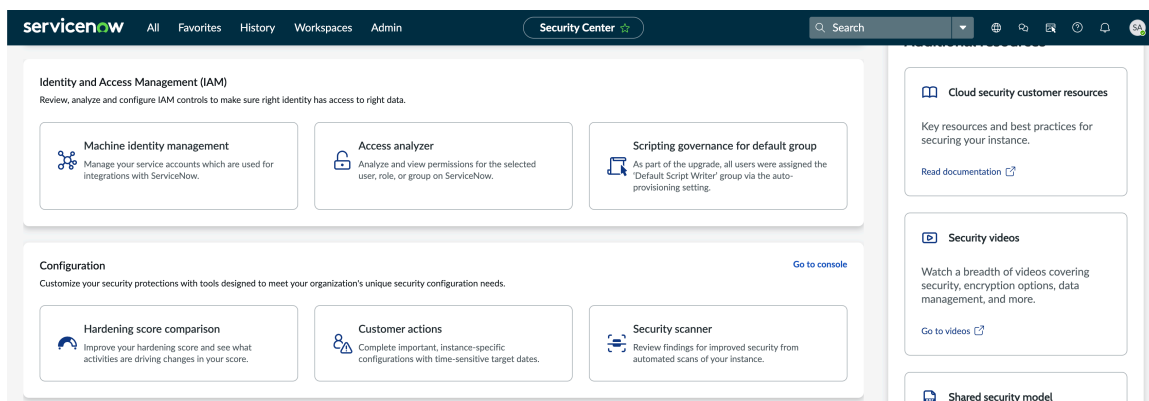 servicenow All Favorites History Workspaces Admin Security Center Search SA
Identity and Access Management (IAM)
Review, analyze and configure IAM controls to make sure right identity has access to right data.
Machine identity management
Manage your service accounts which are used for
integrations with ServiceNow.
Access analyzer
Analyze and view permissions for the selected
user, role, or group on ServiceNow.
Scripting governance for default group
As part of the upgrade, all users were assigned the
'Default Script Writer' group via the auto-
provisioning setting.
Configuration
Go to console
Customize your security protections with tools designed to meet your organization's unique security configuration needs.
Hardening score comparison
Improve your hardening score and see what
activities are driving changes in your score.
Customer actions
Complete important, instance-specific
configurations with time-sensitive target dates.
Security scanner
Review findings for improved security from
automated scans of your instance.
Additional resources
Cloud security customer resources
Key resources and best practices for
securing your instance.
Read documentation
Security videos
Watch a breadth of videos covering
security, encryption options, data
management, and more.
Go to videos
Shared security model